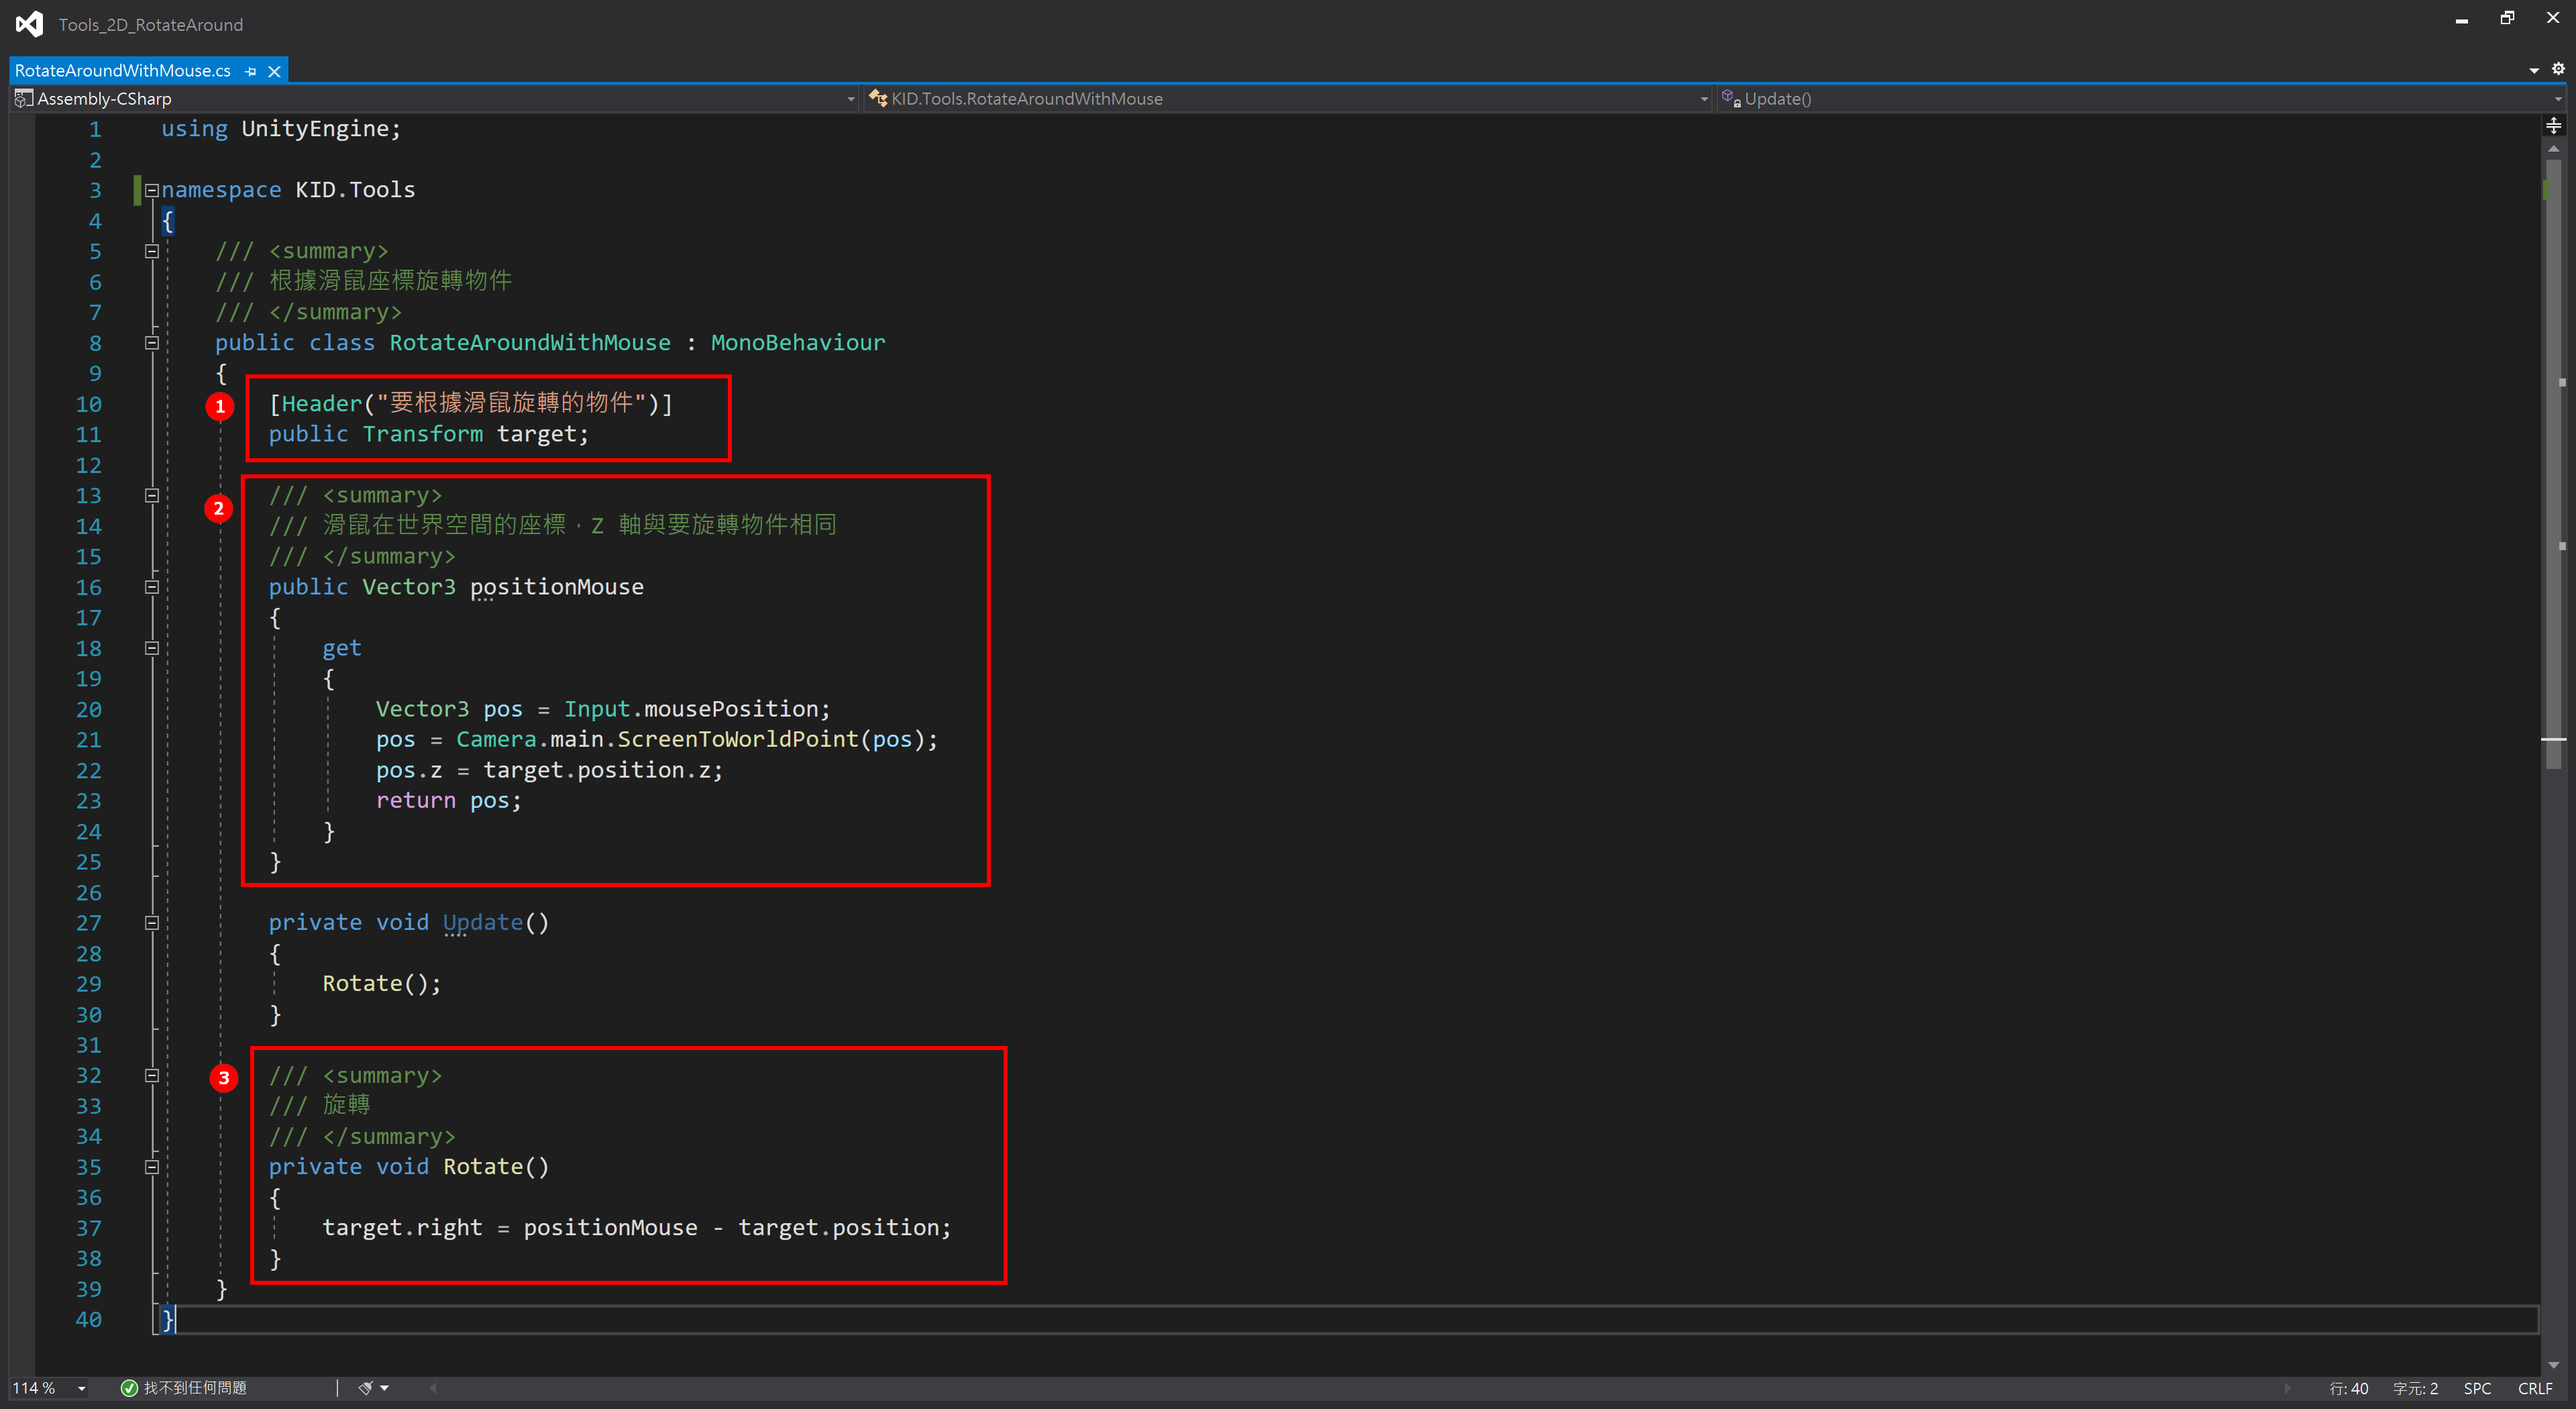 Tools_2D_RotateAround
RotateAroundWithMouse.cs
Assembly-CSharp KID.Tools.RotateAroundWithMouse Update()
1 using UnityEngine;
2
3 namespace KID.Tools
4 {
5 /// <summary>
6 /// 根據滑鼠座標旋轉物件
7 /// </summary>
8 public class RotateAroundWithMouse : MonoBehaviour
9 {
1
10 [Header("要根據滑鼠旋轉的物件")]
11 public Transform target;
12
13 /// <summary>
2
14 /// 滑鼠在世界空間的座標，Z 軸與要旋轉物件相同
15 /// </summary>
16 public Vector3 positionMouse
17 {
18 get
19 {
20 Vector3 pos = Input.mousePosition;
21 pos = Camera.main.ScreenToWorldPoint(pos);
22 pos.z = target.position.z;
23 return pos;
24 }
25 }
26
27 private void Update()
28 {
29 Rotate();
30 }
31
3
32 /// <summary>
33 /// 旋轉
34 /// </summary>
35 private void Rotate()
36 {
37 target.right = positionMouse - target.position;
38 }
39 }
40 }
114 % 找不到任何問題 行: 40 字元: 2 SPC CRLF